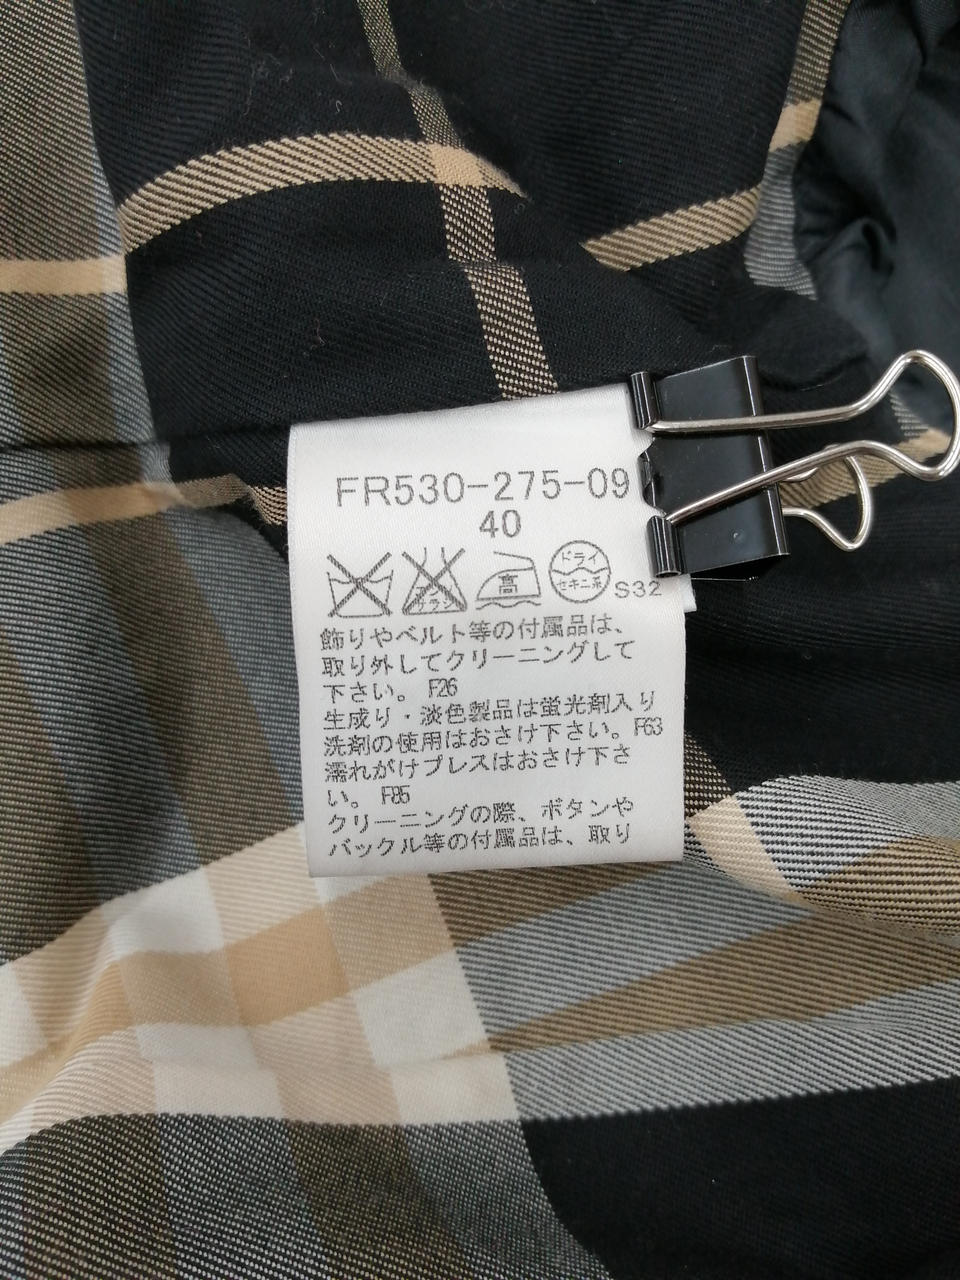 FR530-275-09
40
サラシ
高
ドライ
セキユ系
S32
飾りやベルト等の付属品は、
取り外してクリーニングして
下さい。 F26
生成り・淡色製品は蛍光剤入り
洗剤の使用はおさけ下さい。F63
濡れがけプレスはおさけ下さ
い。 F85
クリーニングの際、ボタンや
バックル等の付属品は、取り